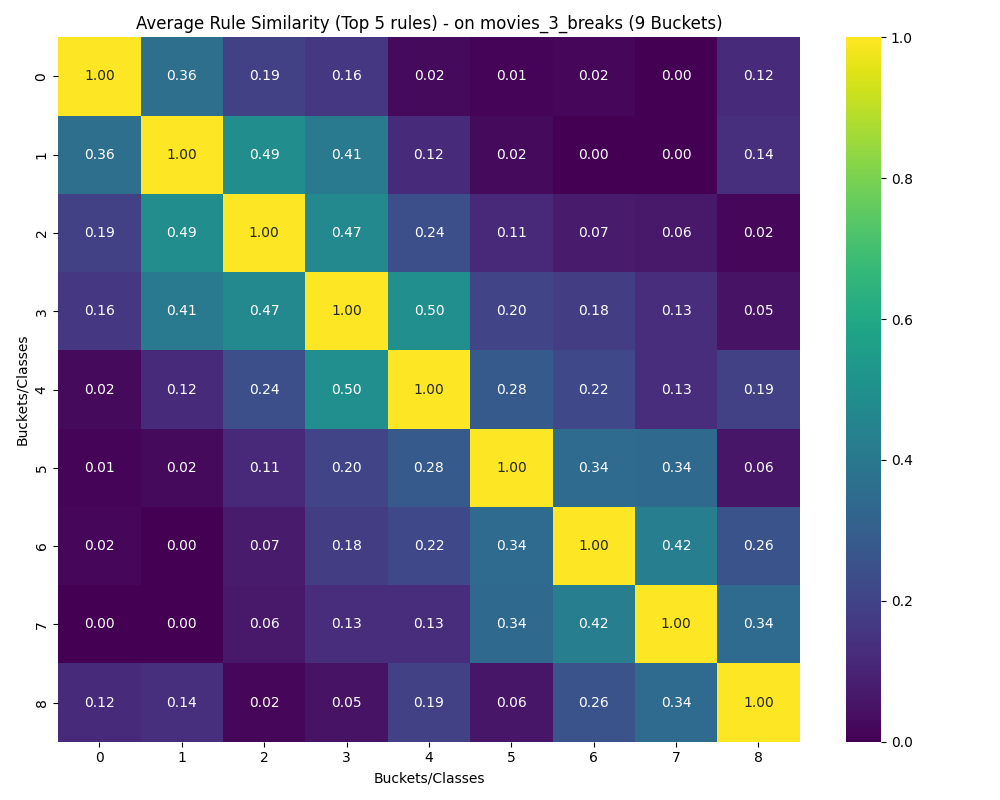 Average Rule Similarity (Top 5 rules) - on movies_3_breaks (9 Buckets)
0 1.00 0.36 0.19 0.16 0.02 0.01 0.02 0.00 0.12
1 0.36 1.00 0.49 0.41 0.12 0.02 0.00 0.00 0.14
2 0.19 0.49 1.00 0.47 0.24 0.11 0.07 0.06 0.02
3 0.16 0.41 0.47 1.00 0.50 0.20 0.18 0.13 0.05
4 0.02 0.12 0.24 0.50 1.00 0.28 0.22 0.13 0.19
5 0.01 0.02 0.11 0.20 0.28 1.00 0.34 0.34 0.06
6 0.02 0.00 0.07 0.18 0.22 0.34 1.00 0.42 0.26
7 0.00 0.00 0.06 0.13 0.13 0.34 0.42 1.00 0.34
8 0.12 0.14 0.02 0.05 0.19 0.06 0.26 0.34 1.00
0 1 2 3 4 5 6 7 8
Buckets/Classes
Buckets/Classes
1.0
0.8
0.6
0.4
0.2
0.0